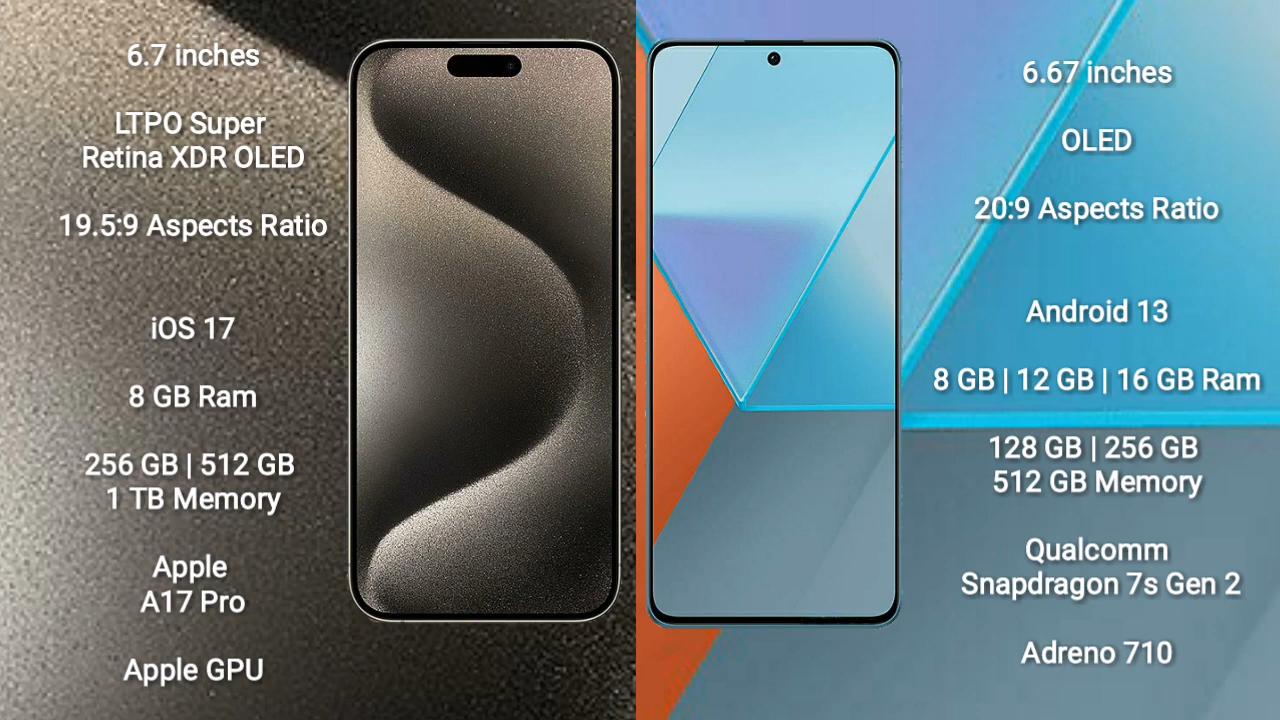 6.7 inches
LTPO Super
Retina XDR OLED
19.5:9 Aspects Ratio
iOS 17
8 GB Ram
256 GB | 512 GB
1 TB Memory
Apple
A17 Pro
Apple GPU
6.67 inches
OLED
20:9 Aspects Ratio
Android 13
8 GB | 12 GB | 16 GB Ram
128 GB | 256 GB
512 GB Memory
Qualcomm
Snapdragon 7s Gen 2
Adreno 710